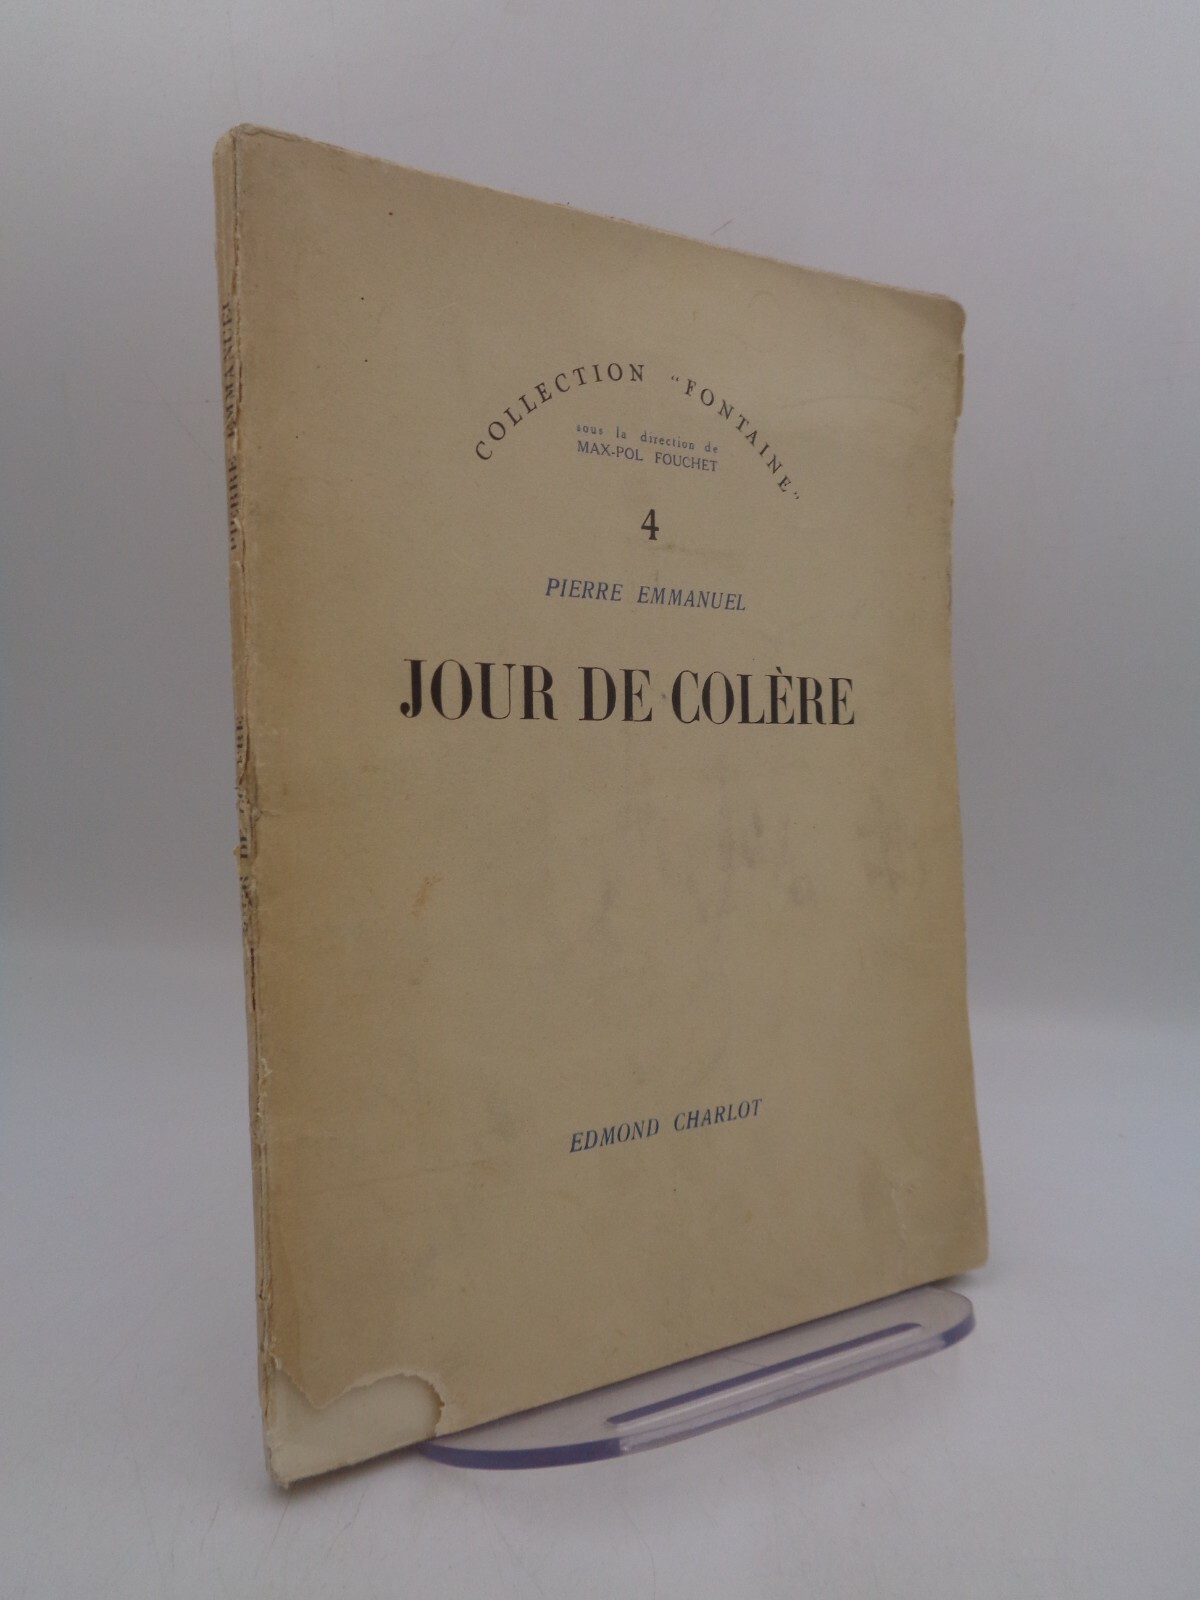 COLLECTION "FONTAINE"
sous la direction de
MAX-POL FOUCHET
4
PIERRE EMMANUEL
JOUR DE COLÈRE
EDMOND CHARLOT
PIERRE EMMANUEL
DE